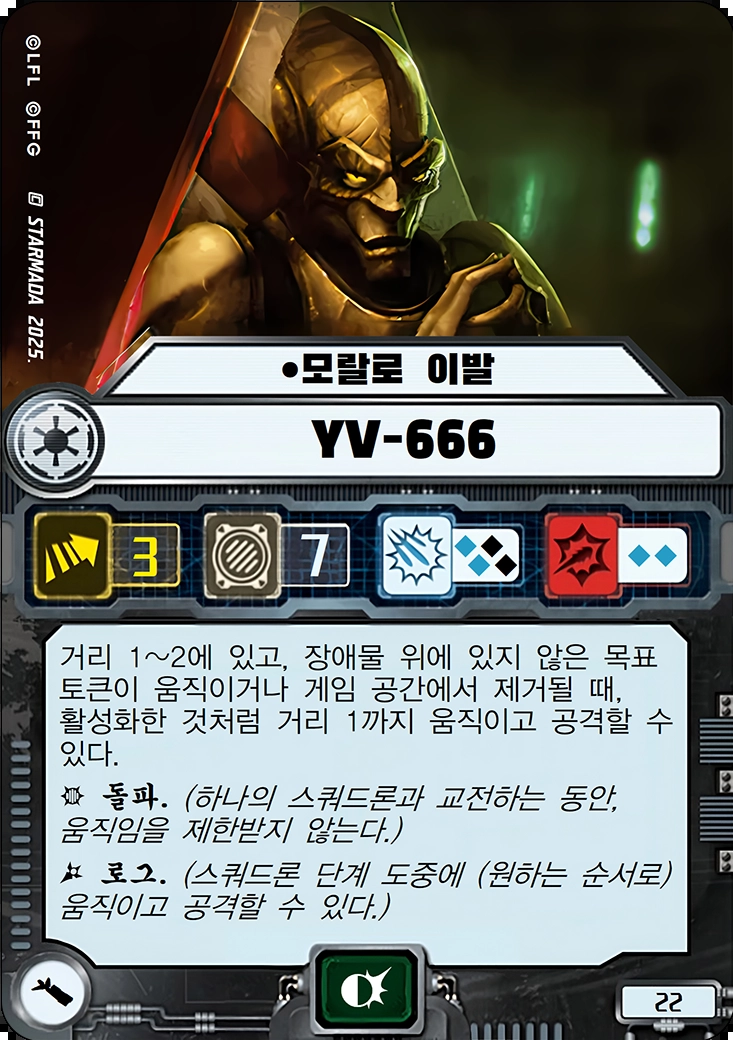 ©LFL ©FFG
STARMADA 2025.
•모랄로 이발
YV-666
3
7
거리 1~2에 있고, 장애물 위에 있지 않은 목표
토큰이 움직이거나 게임 공간에서 제거될 때,
활성화한 것처럼 거리 1까지 움직이고 공격할 수
있다.
돌파. (하나의 스쿼드론과 교전하는 동안,
움직임을 제한받지 않는다.)
로그. (스쿼드론 단계 도중에 (원하는 순서로)
움직이고 공격할 수 있다.)
22